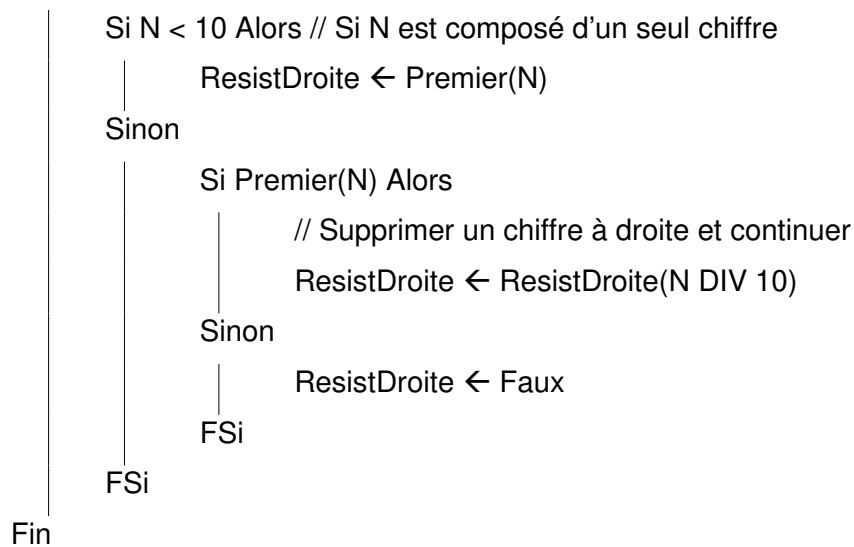 Si N < 10 Alors // Si N est composé d'un seul chiffre
ResistDroite ← Premier(N)
Sinon
Si Premier(N) Alors
// Supprimer un chiffre à droite et continuer
ResistDroite ← ResistDroite(N DIV 10)
Sinon
ResistDroite ← Faux
FSi
FSi
Fin